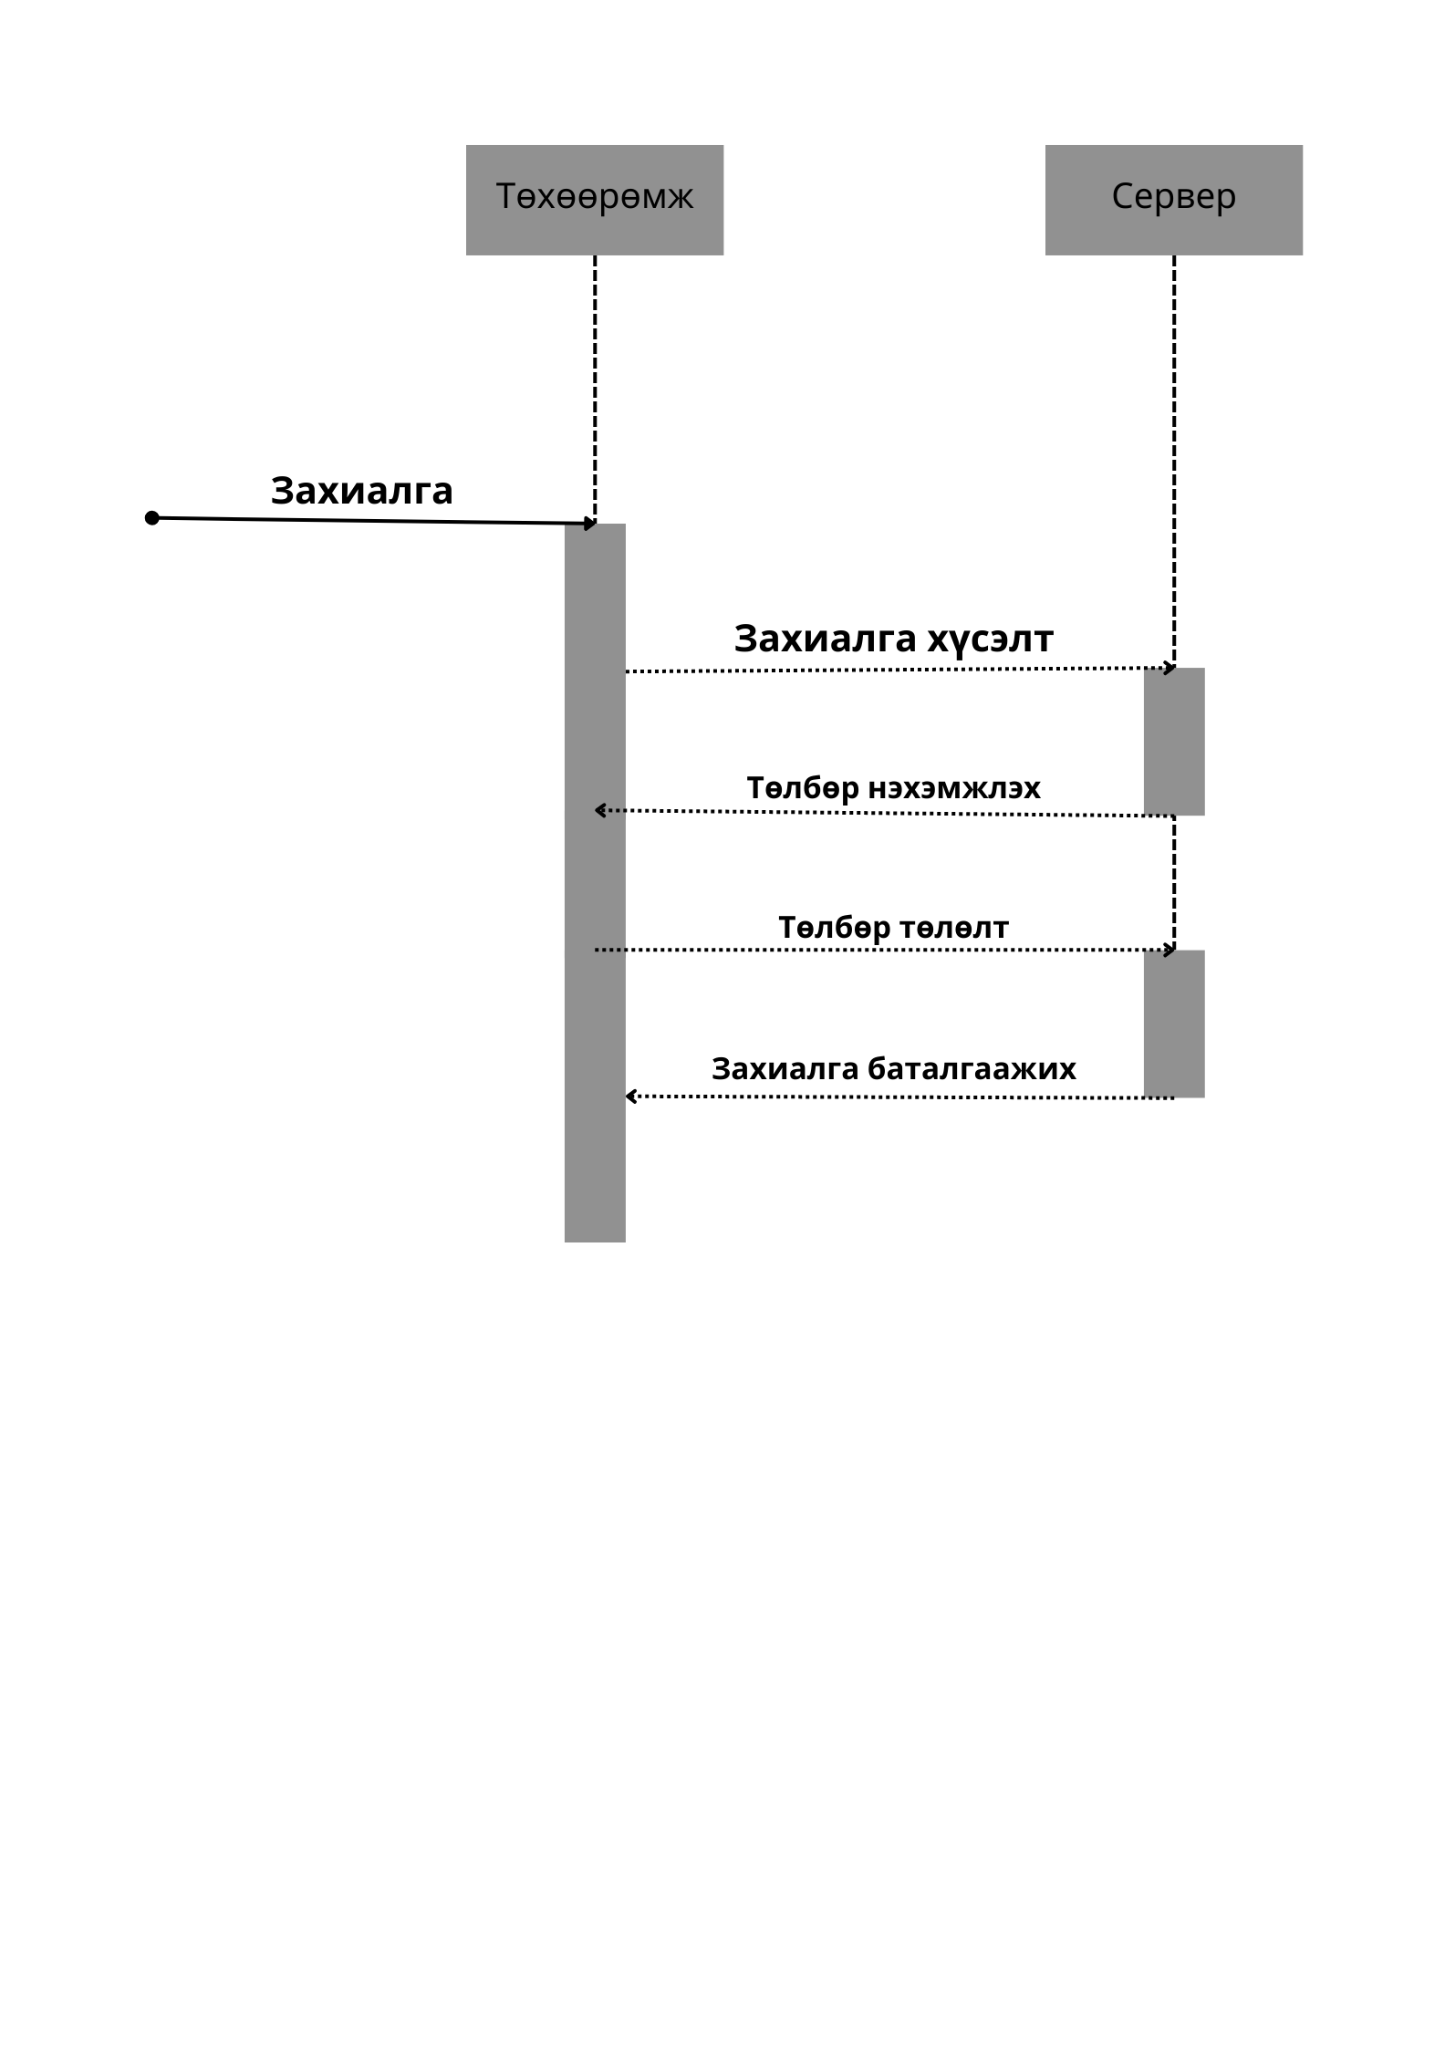 Төхөөрөмж
Сервер
Захиалга
Захиалга хүсэлт
Төлбөр нэхэмжлэх
Төлбөр төлөлт
Захиалга баталгаажих